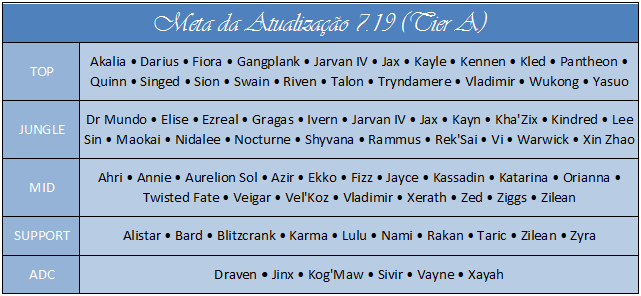 Meta da Atualização 7.19 (Tier A)
TOP
Akalia • Darius • Fiora • Gangplank • Jarvan IV • Jax • Kayle • Kennen • Kled • Pantheon •
Quinn • Singed • Sion • Swain • Riven • Talon • Tryndamere • Vladimir • Wukong • Yasuo
JUNGLE
Dr Mundo • Elise • Ezreal • Gragas • Ivern • Jarvan IV • Jax • Kayn • Kha'Zix • Kindred • Lee
Sin • Maokai • Nidalee • Nocturne • Shyvana • Rammus • Rek'Sai • Vi • Warwick • Xin Zhao
MID
Ahri • Annie • Aurelion Sol • Azir • Ekko • Fizz • Jayce • Kassadin • Katarina • Orianna •
Twisted Fate • Veigar • Vel'Koz • Vladimir • Xerath • Zed • Ziggs • Zilean
SUPPORT
Alistar • Bard • Blitzcrank • Karma • Lulu • Nami • Rakan • Taric • Zilean • Zyra
ADC
Draven • Jinx • Kog'Maw • Sivir • Vayne • Xayah